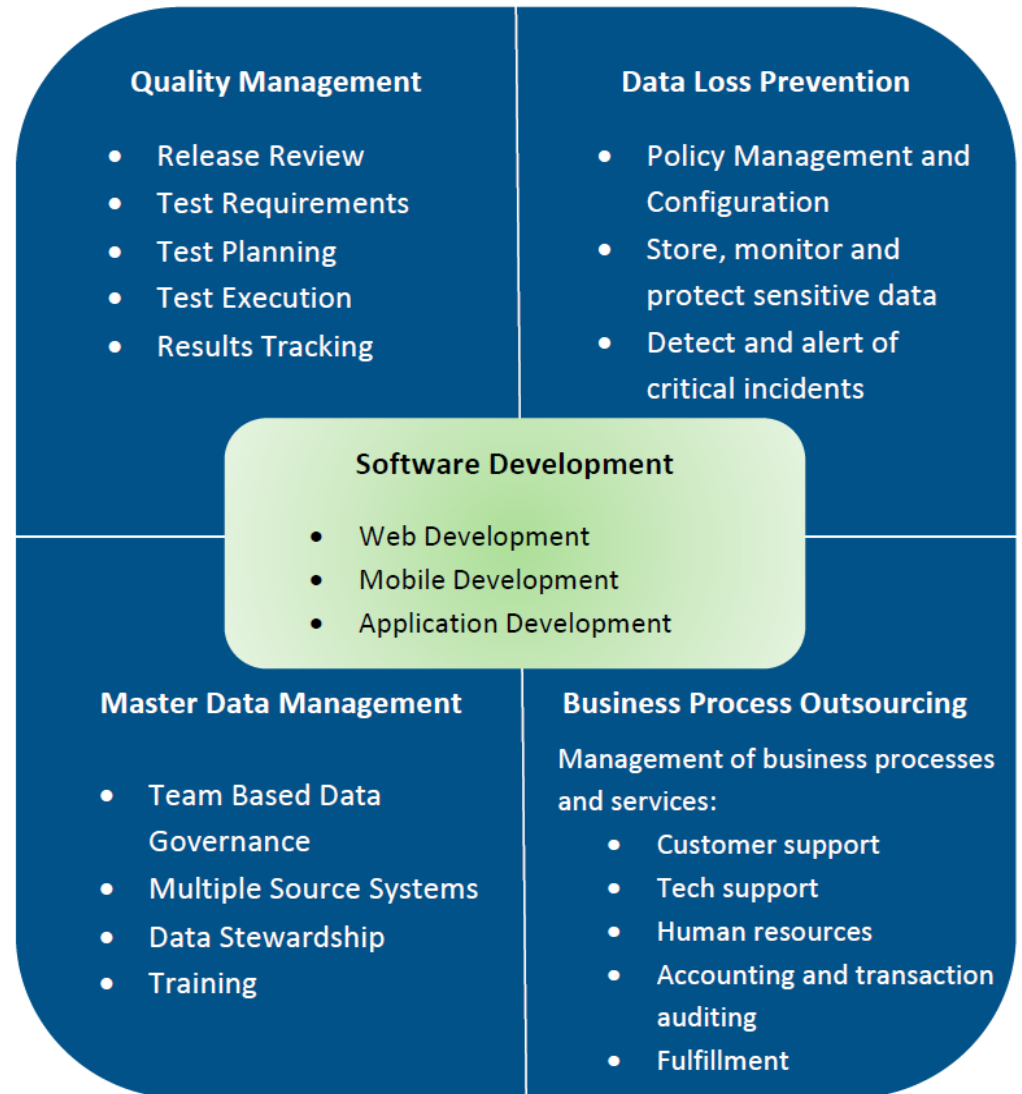 Quality Management
• Release Review
• Test Requirements
• Test Planning
• Test Execution
• Results Tracking
Data Loss Prevention
• Policy Management and
Configuration
• Store, monitor and
protect sensitive data
• Detect and alert of
critical incidents
Software Development
• Web Development
• Mobile Development
• Application Development
Master Data Management
• Team Based Data
Governance
• Multiple Source Systems
• Data Stewardship
• Training
Business Process Outsourcing
Management of business processes
and services:
• Customer support
• Tech support
• Human resources
• Accounting and transaction
auditing
• Fulfillment